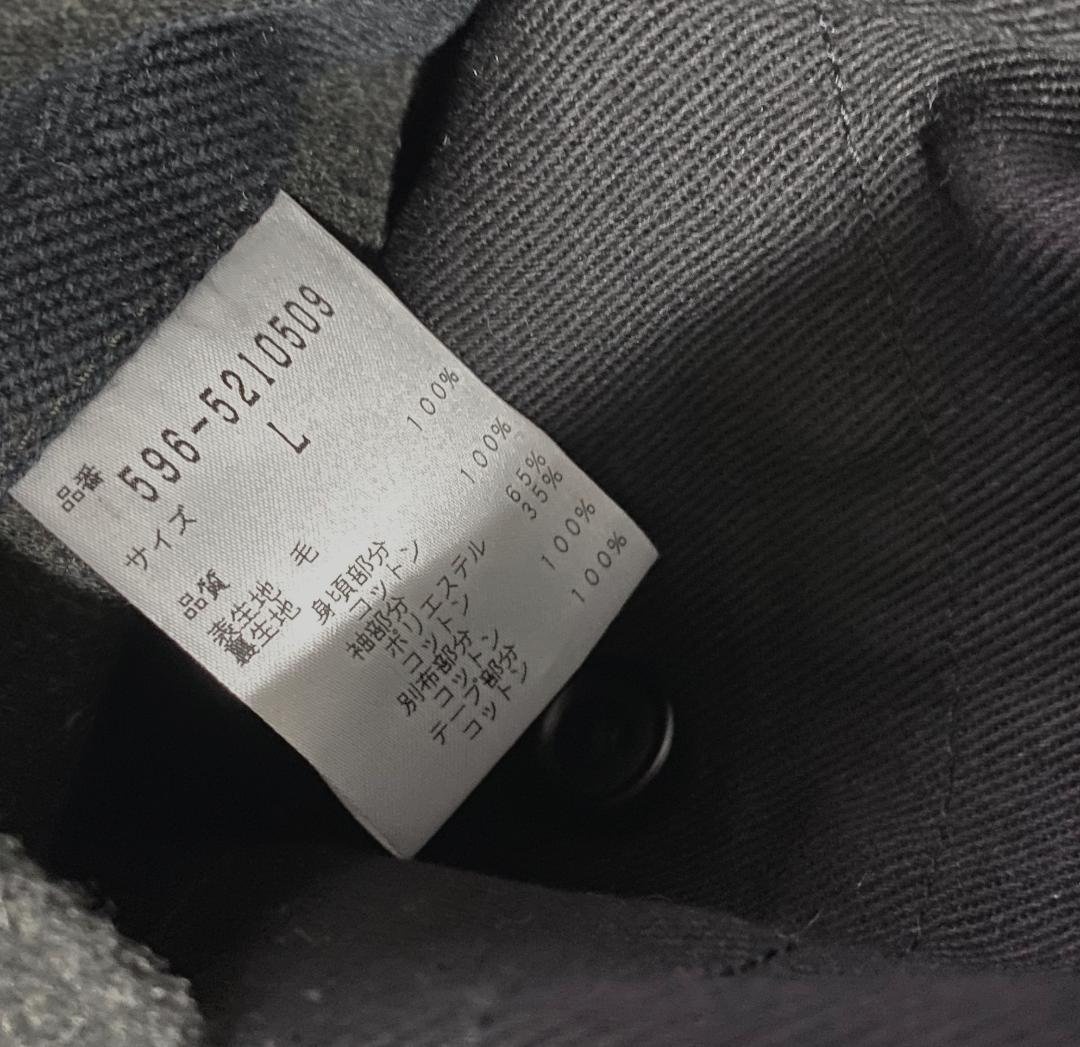 品番 596-5210509
サイズ L
品質
表生地 毛 100%
裏生地
身頃部分
コットン 100%
袖部分
ポリエステル 65%
コットン 35%
別布部分
コットン 100%
テープ部分
コットン 100%